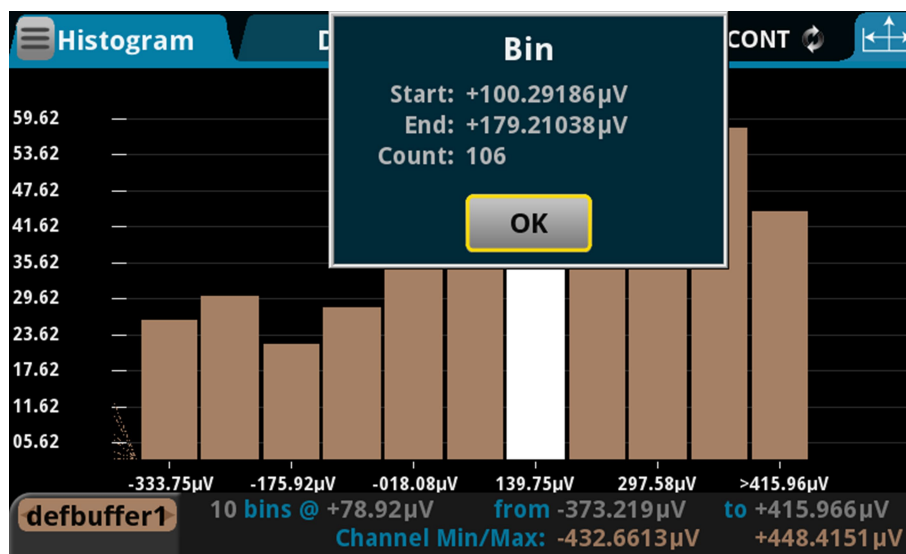 Histogram
D
CONT
Bin
Start: +100.29186µV
End: +179.21038µV
Count: 106
OK
59.62
53.62
47.62
41.62
35.62
29.62
23.62
17.62
11.62
05.62
-333.75µV -175.92µV -018.08µV 139.75µV 297.58µV >415.96µV
defbuffer1 10 bins @ +78.92µV from -373.219µV to +415.966µV
Channel Min/Max: -432.6613µV +448.4151µV